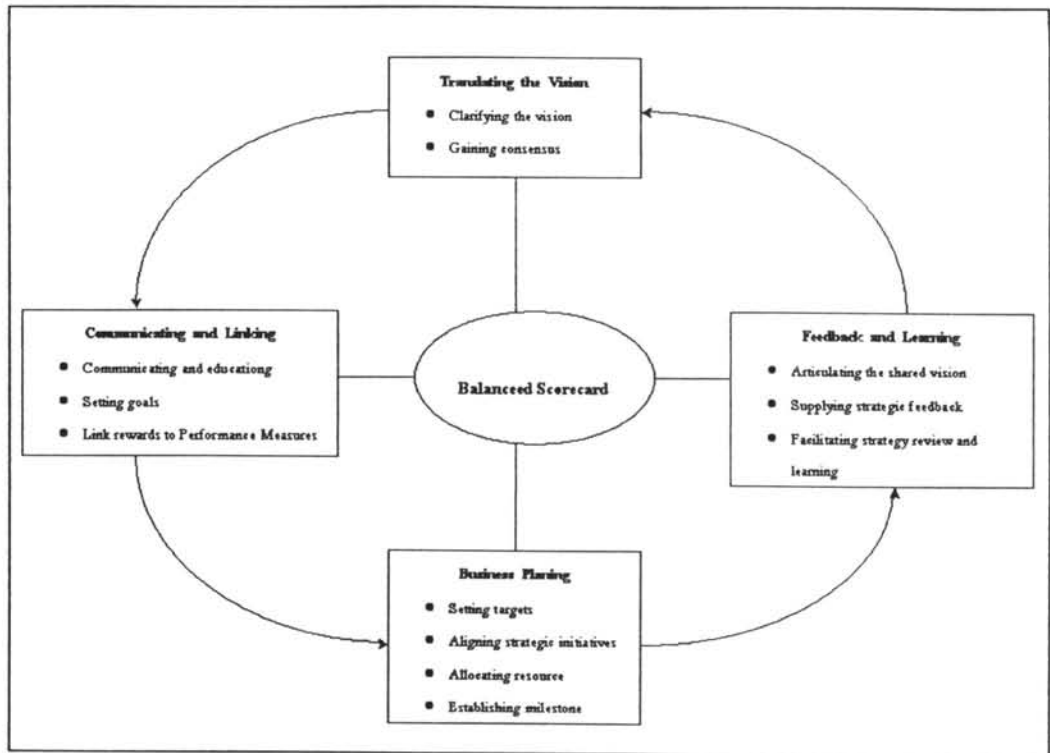 Translating the Vision
Clarifying the vision
Gaining consensus
Communicating and Linking
Communicating and educationg
Setting goals
Link rewards to Performance Measures
Balanceed Scorecard
Feedback and Learning
Articulating the shared vision
Supplying strategic feedback
Facilitating strategy review and
learning
Business Planing
Setting targets
Aligning strategic initiatives
Allocating resource
Establishing milestone